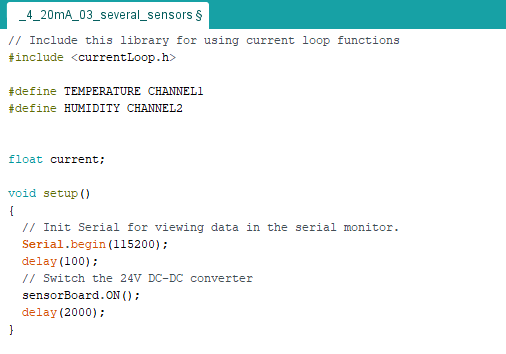 _4_20mA_03_several_sensors §
// Include this library for using current loop functions
#include <currentLoop.h>
#define TEMPERATURE CHANNEL1
#define HUMIDITY CHANNEL2
float current;
void setup()
{
// Init Serial for viewing data in the serial monitor.
Serial.begin(115200);
delay(100);
// Switch the 24V DC-DC converter
sensorBoard.ON();
delay(2000);
}